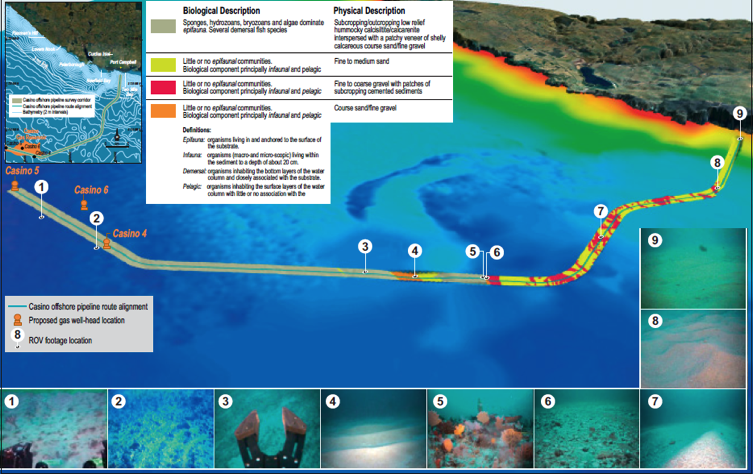 Biological Description
Physical Description
Sponges, hydrozoans, bryozoans and algae dominate
epifauna. Several demersal fish species
Subcropping/outcropping low relief
hummocky calcisiltite/calcarenite
interspersed with a patchy veneer of shelly
calcareous course sand/fine gravel
Little or no epifaunal communities.
Biological component principally infaunal and pelagic
Fine to medium sand
Little or no epifaunal communities.
Biological component principally infaunal and pelagic
Fine to coarse gravel with patches of
subcropping cemented sediments
Little or no epifaunal communities.
Biological component principally infaunal and pelagic
Course sand/fine gravel
Definitions:
Epifauna: organisms living in and anchored to the surface of
the substrate.
Infauna: organisms (macro-and micro-scopic) living within
the sediment to a depth of about 20 cm.
Demersal: organisms inhabiting the bottom layers of the water
column and closely associated with the substrate.
Pelagic: organisms inhabiting the surface layers of the water
column with little or no association with the
Port Campbell
Casino offshore pipeline survey corridor
Casino offshore pipeline route alignment
Bathymetry (2 m intervals)
Casino 5
1
Casino 6
2
Casino 4
3
4
5
6
7
8
9
Casino offshore pipeline route alignment
Proposed gas well-head location
8
ROV footage location
9
8
1
2
3
4
5
6
7